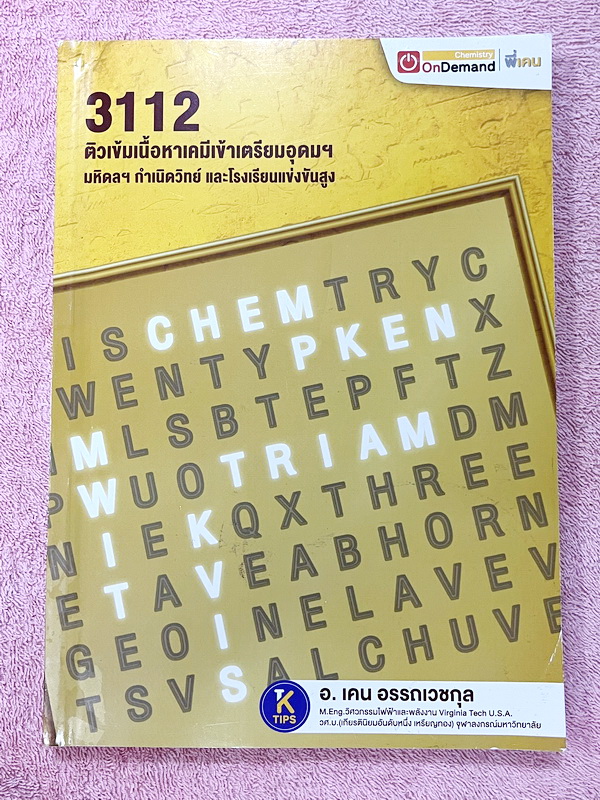 Chemistry
OnDemand พี่เคน
3112
ติวเข้มเนื้อหาเคมีเข้าเตรียมอุดมฯ
มหิดลฯ กำเนิดวิทย์ และโรงเรียนแข่งขันสูง
I S C H E M T R Y C
W E N T Y P K E N X
M L S B T E P F T Z
P W U O T R I A M D M
N I E K Q X T H R E E
E T A V E A B H O R N
G E O I N E L A V E V
T S V S A L C H U V E
K
TIPS
อ. เคน อรรถเวชกุล
M.Eng.วิศวกรรมไฟฟ้าและพลังงาน Virginia Tech U.S.A.
วศ.บ.(เกียรตินิยมอันดับหนึ่ง เหรียญทอง) จุฬาลงกรณ์มหาวิทยาลัย